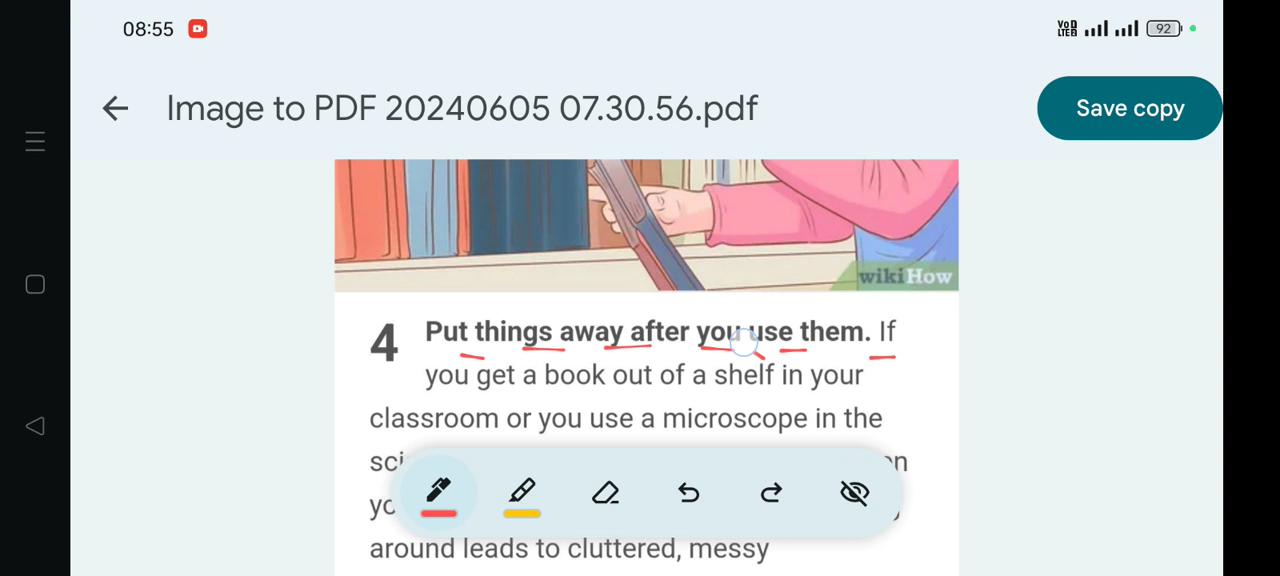 08:55
VoD LTED 92
Image to PDF 20240605 07.30.56.pdf
Save copy
wikiHow
4 Put things away after you use them. If
you get a book out of a shelf in your
classroom or you use a microscope in the
around leads to cluttered, messy